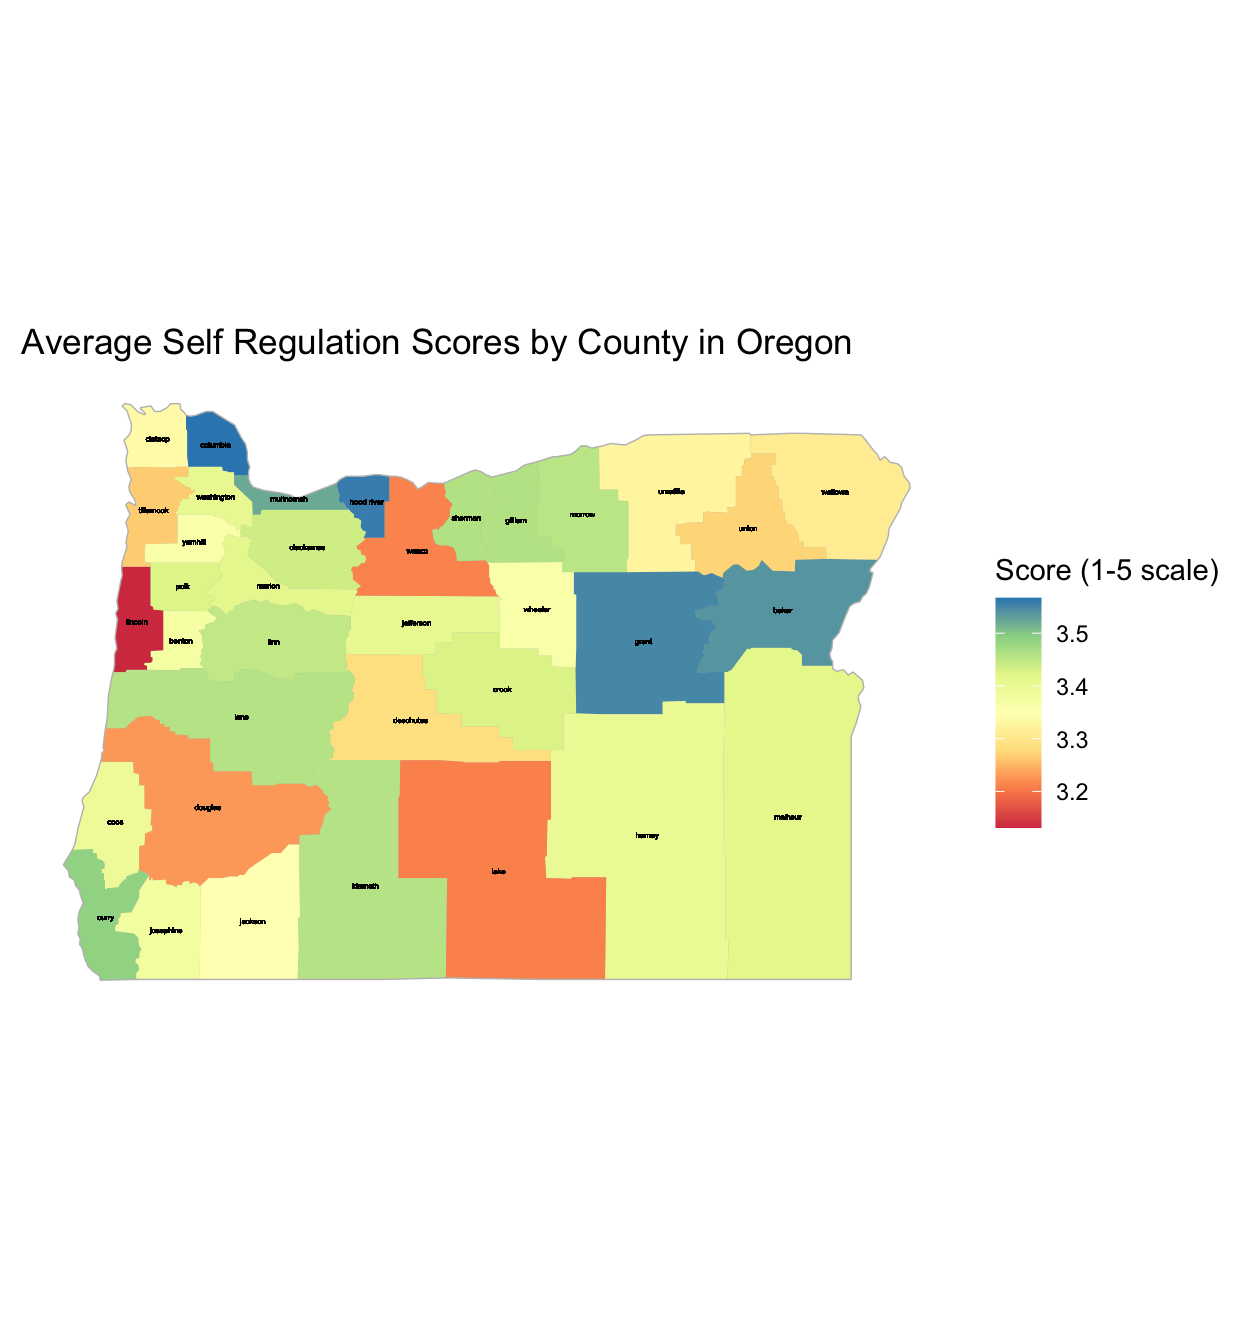 Average Self Regulation Scores by County in Oregon
clatsop
columbia
tillamook
washington
multnomah
hood river
yamhill
clackamas
wasco
sherman
gilliam
morrow
umatilla
union
wallowa
polk
marion
lincoln
benton
linn
jefferson
wheeler
grant
baker
crook
lane
deschutes
coos
douglas
klamath
lake
harney
malheur
curry
josephine
jackson
Score (1-5 scale)
3.5
3.4
3.3
3.2